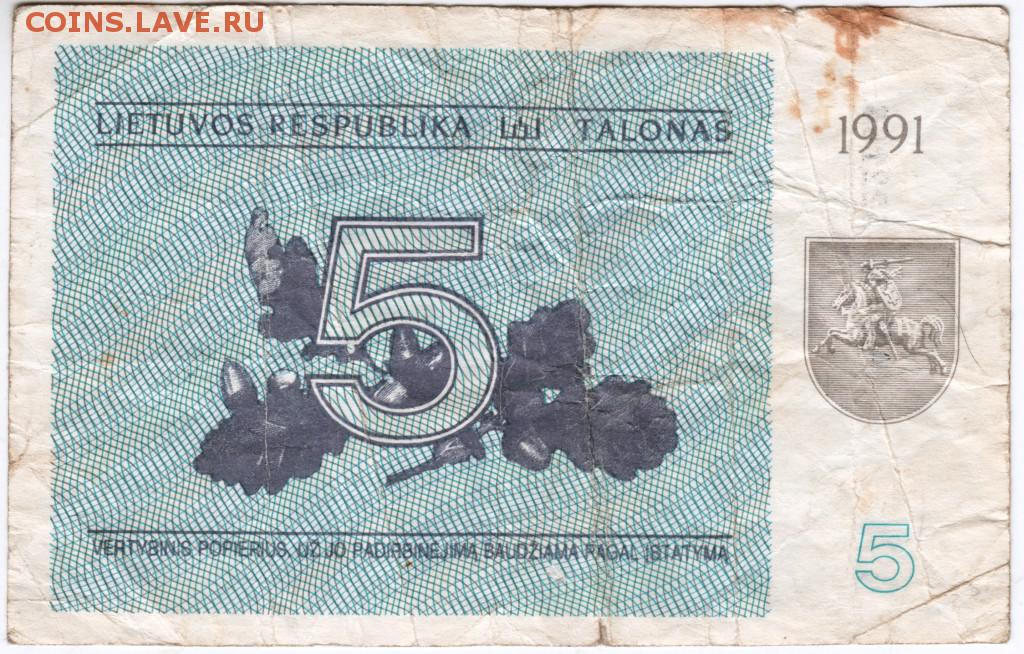 COINS.LAVE.RU
LIETUVOS RESPUBLIKA TALONAS
1991
5
VERTYBINIS POPIERIUS, UŽ JO PADIRBINĖJIMĄ BAUDŽIAMA PAGAL ĮSTATYMĄ
5